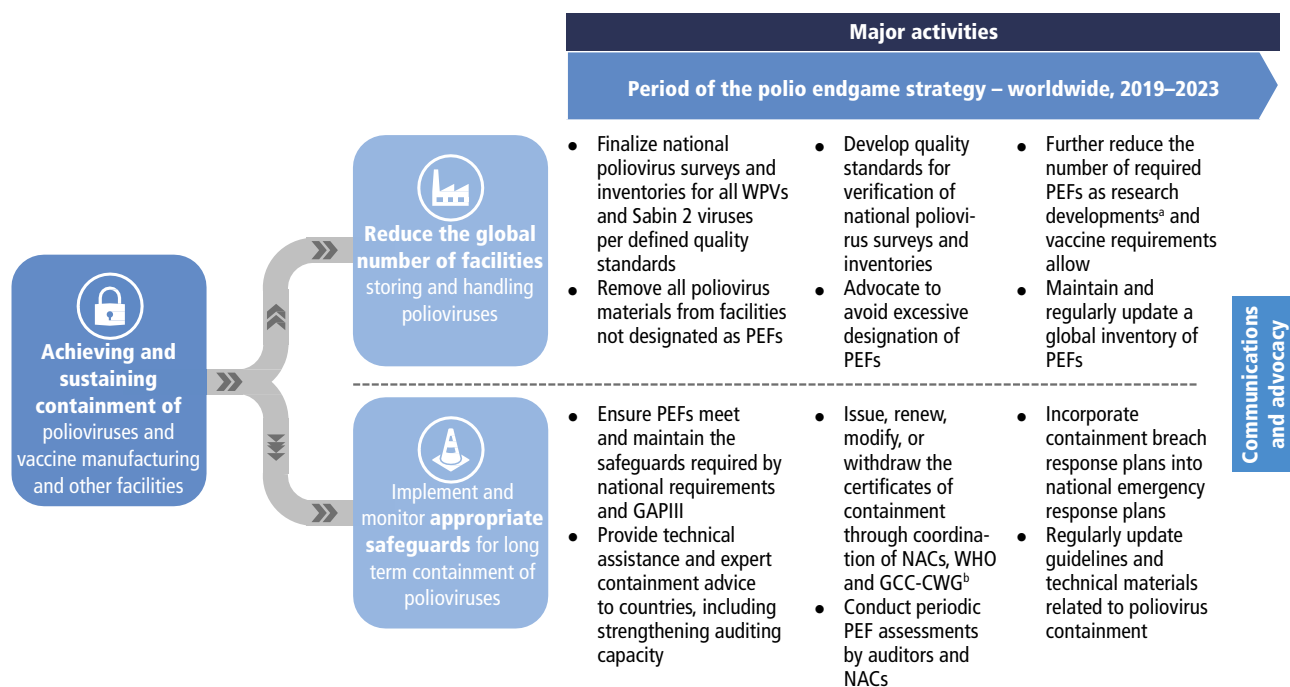 Major activities
Period of the polio endgame strategy – worldwide, 2019–2023
Achieving and
sustaining
containment of
polioviruses and
vaccine manufacturing
and other facilities
Reduce the global
number of facilities
storing and handling
polioviruses
● Finalize national
poliovirus surveys and
inventories for all WPVs
and Sabin 2 viruses
per defined quality
standards
● Remove all poliovirus
materials from facilities
not designated as PEFs
● Develop quality
standards for
verification of
national poliovi-
rus surveys and
inventories
● Advocate to
avoid excessive
designation of
PEFs
● Further reduce the
number of required
PEFs as research
developmentsᵃ and
vaccine requirements
allow
● Maintain and
regularly update a
global inventory of
PEFs
Implement and
monitor appropriate
safeguards for long
term containment of
polioviruses
● Ensure PEFs meet
and maintain the
safeguards required by
national requirements
and GAPIII
● Provide technical
assistance and expert
containment advice
to countries, including
strengthening auditing
capacity
● Issue, renew,
modify, or
withdraw the
certificates of
containment
through coordina-
tion of NACs, WHO
and GCC-CWGᵇ
● Conduct periodic
PEF assessments
by auditors and
NACs
● Incorporate
containment breach
response plans into
national emergency
response plans
● Regularly update
guidelines and
technical materials
related to poliovirus
containment
Communications
and advocacy